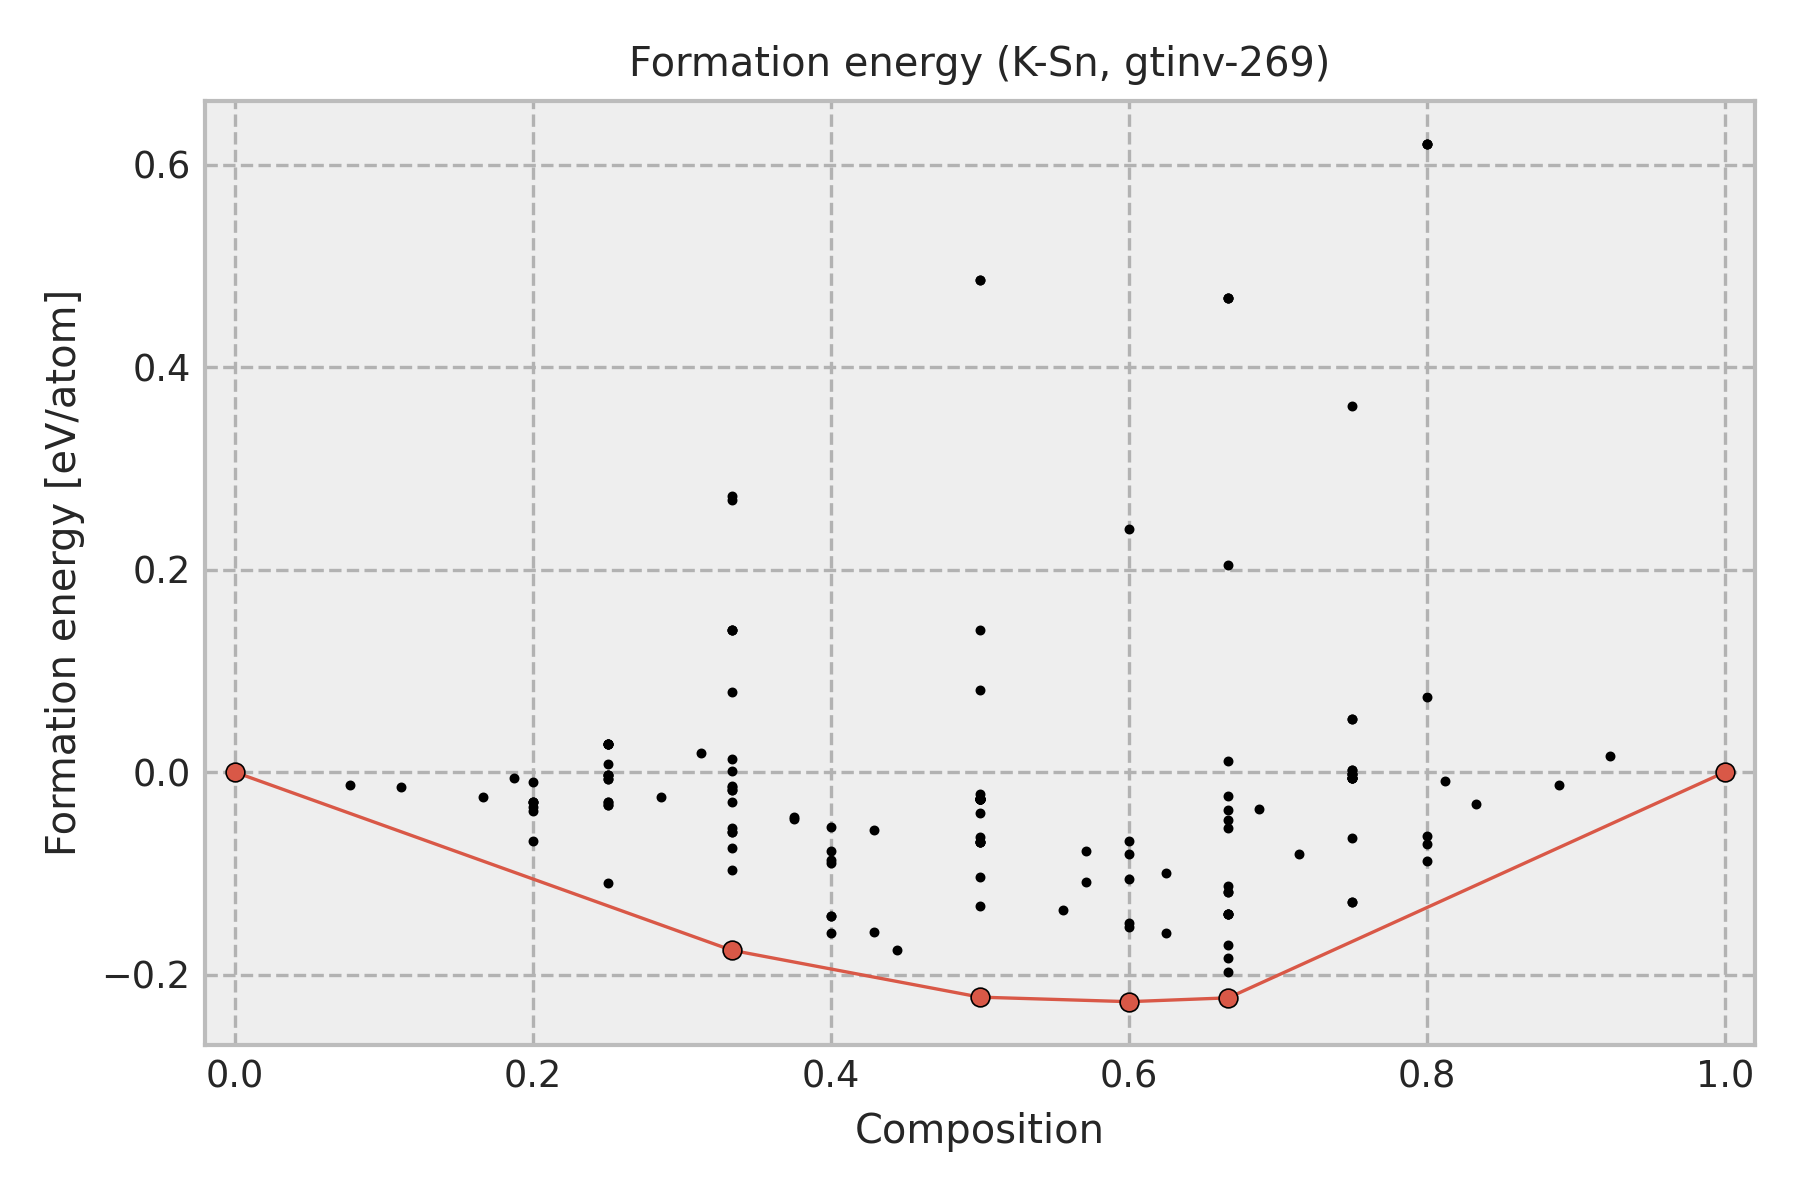 Formation energy (K-Sn, gtinv-269)
Formation energy [eV/atom]
0.6
0.4
0.2
0.0
−0.2
0.0 0.2 0.4 0.6 0.8 1.0
Composition